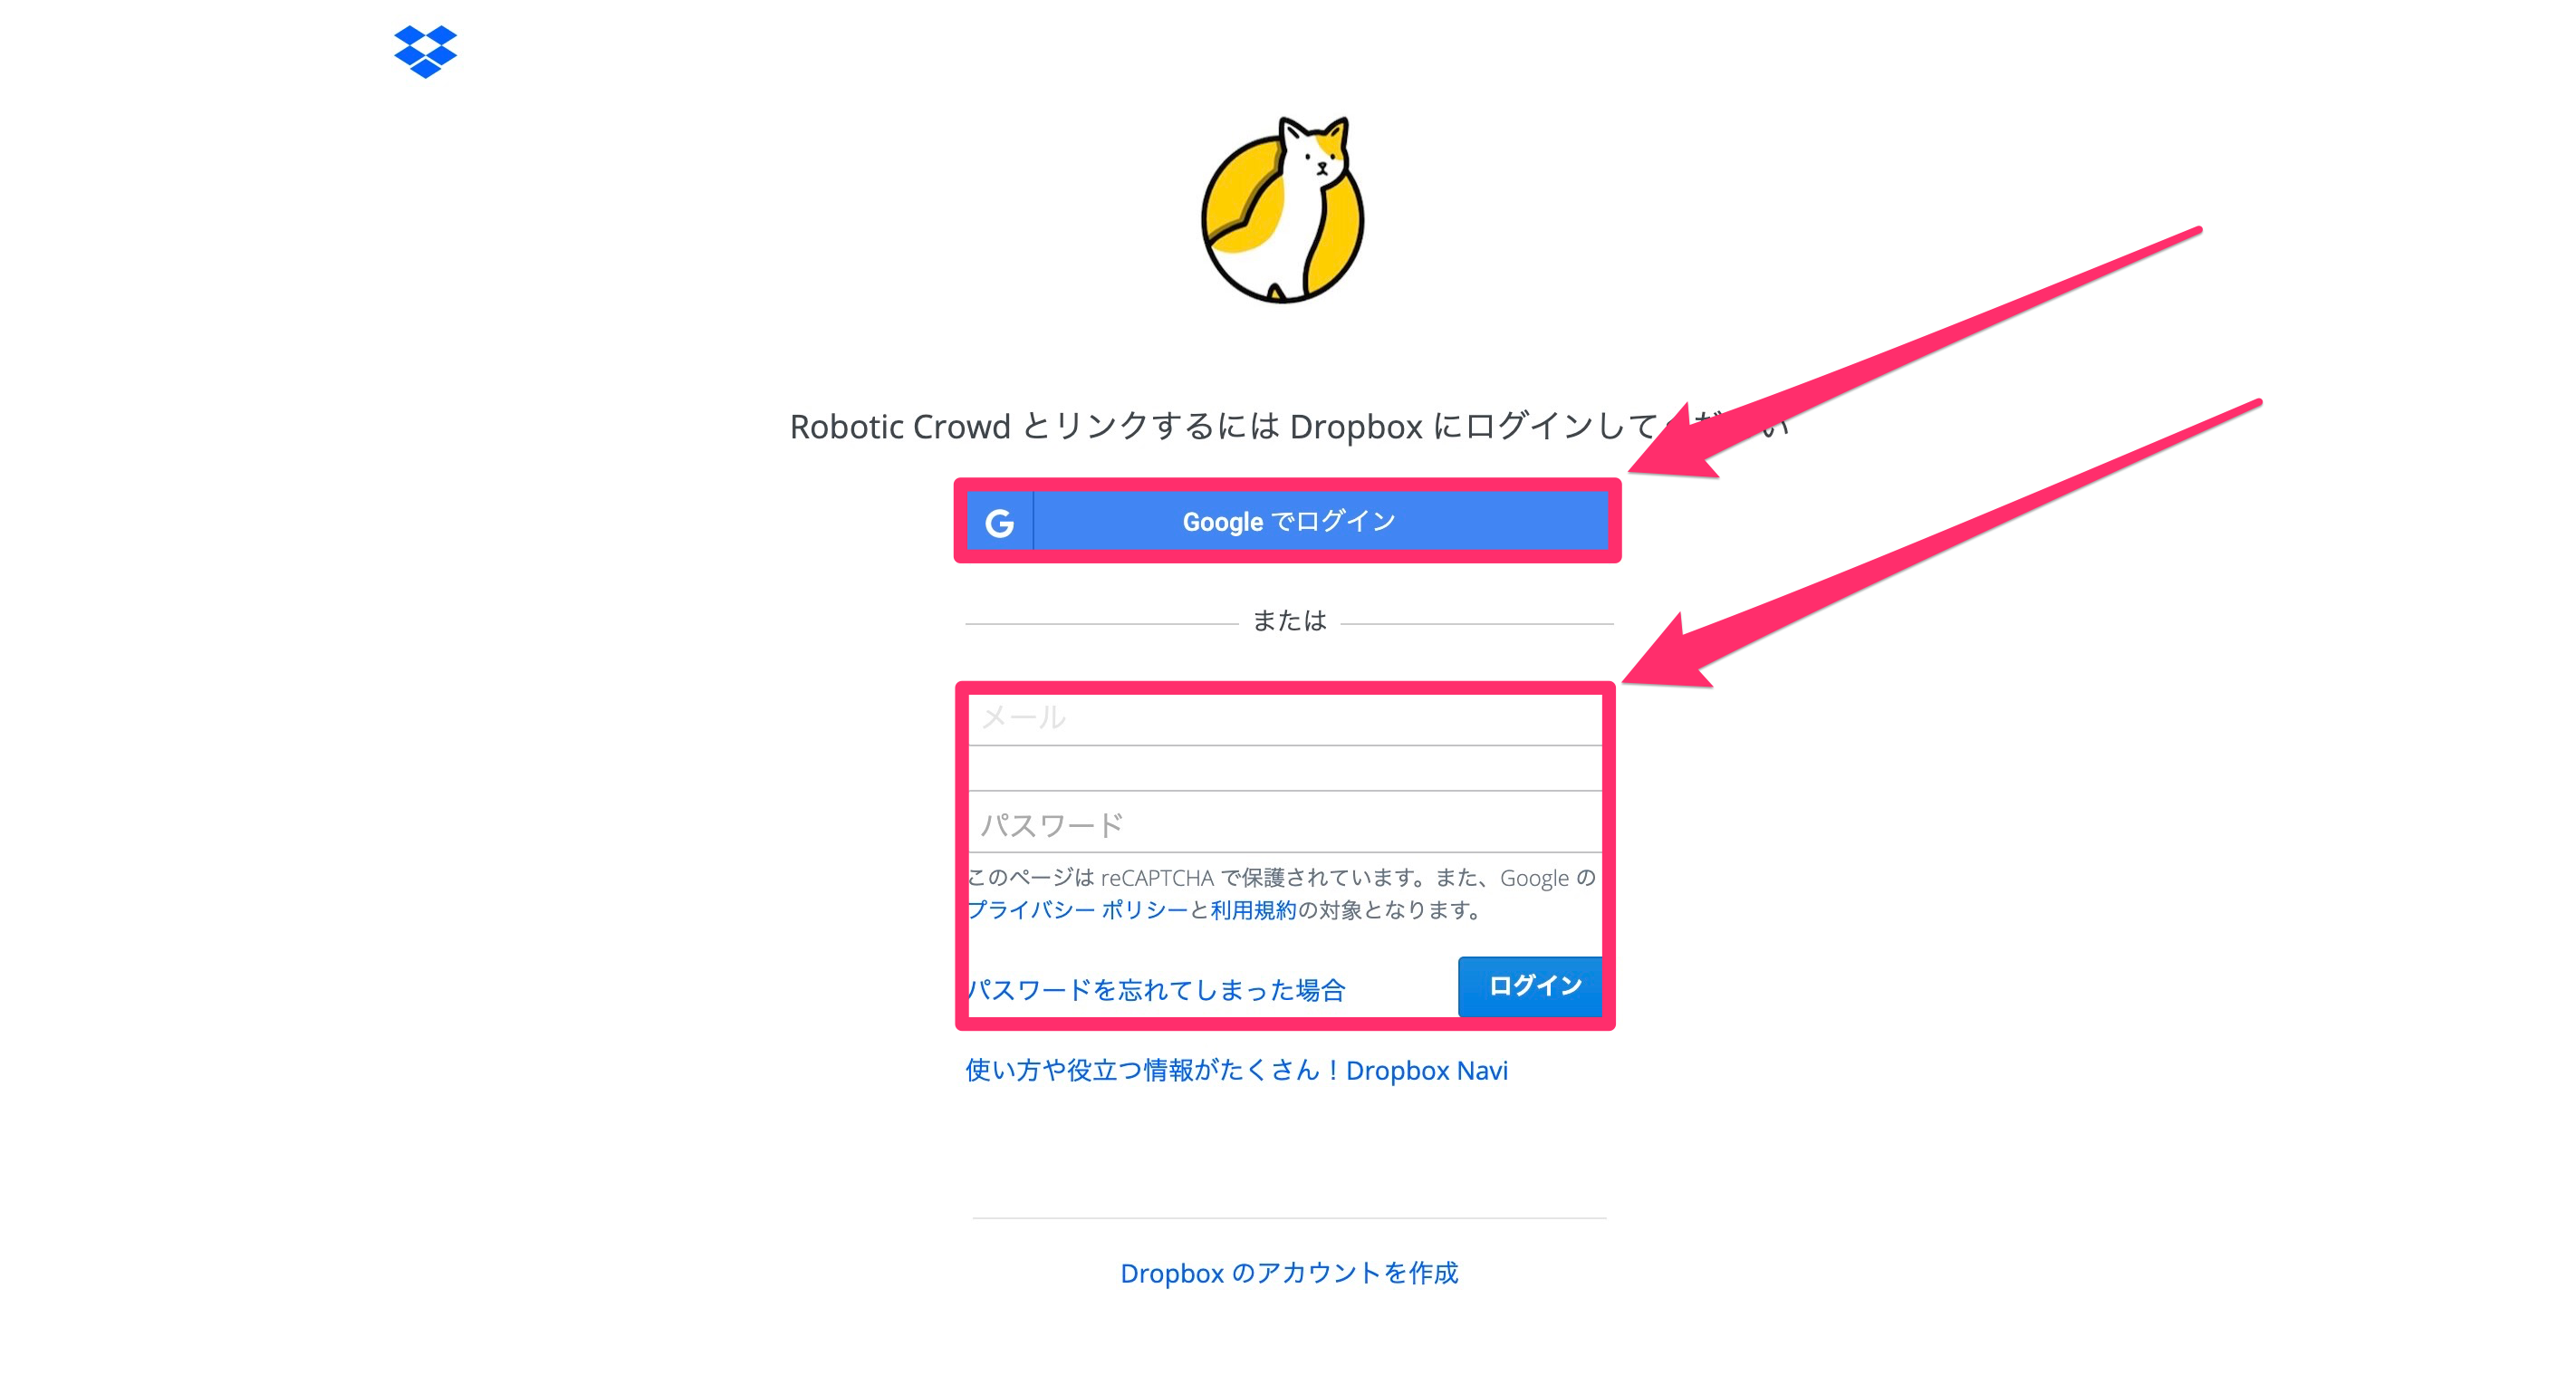 Robotic Crowd とリンクするには Dropbox にログインして い
G
Google でログイン
または
メール
パスワード
このページは reCAPTCHA で保護されています。また、Google の
プライバシー ポリシーと利用規約の対象となります。
パスワードを忘れてしまった場合
ログイン
使い方や役立つ情報がたくさん！Dropbox Navi
Dropbox のアカウントを作成